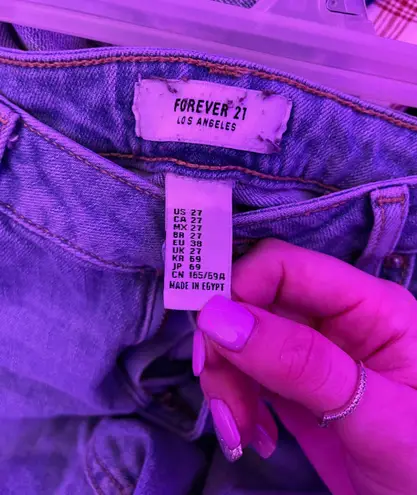 FOREVER 21
LOS ANGELES
US 27
CA 27
MX 27
BR 27
EU 38
UK 27
KR 69
JP 69
CN 165/69A
MADE IN EGYPT